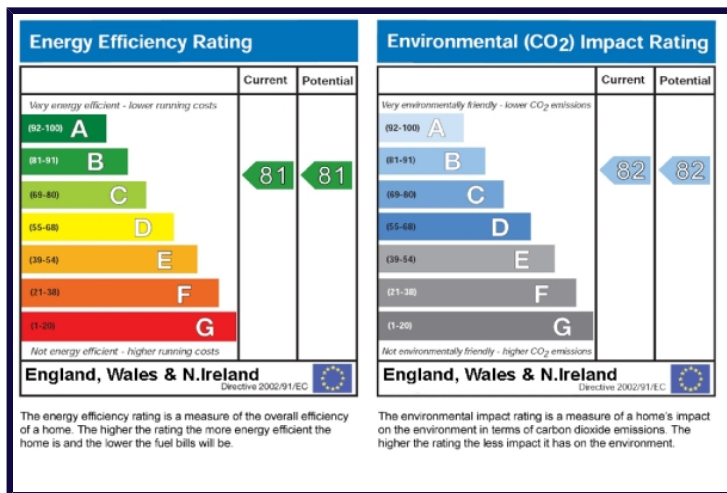 Energy Efficiency Rating
Current Potential
Very energy efficient - lower running costs
(92-100) A
(81-91) B
81 81
(69-80) C
(55-68) D
(39-54) E
(21-38) F
(1-20) G
Not energy efficient - higher running costs
England, Wales & N.Ireland
Directive 2002/91/EC
The energy efficiency rating is a measure of the overall efficiency
of a home. The higher the rating the more energy efficient the
home is and the lower the fuel bills will be.
Environmental (CO2) Impact Rating
Current Potential
Very environmentally friendly - lower CO2 emissions
(92-100) A
(81-91) B
82 82
(69-80) C
(55-68) D
(39-54) E
(21-38) F
(1-20) G
Not environmentally friendly - higher CO2 emissions
England, Wales & N.Ireland
Directive 2002/91/EC
The environmental impact rating is a measure of a home's impact
on the environment in terms of carbon dioxide emissions. The
higher the rating the less impact it has on the environment.